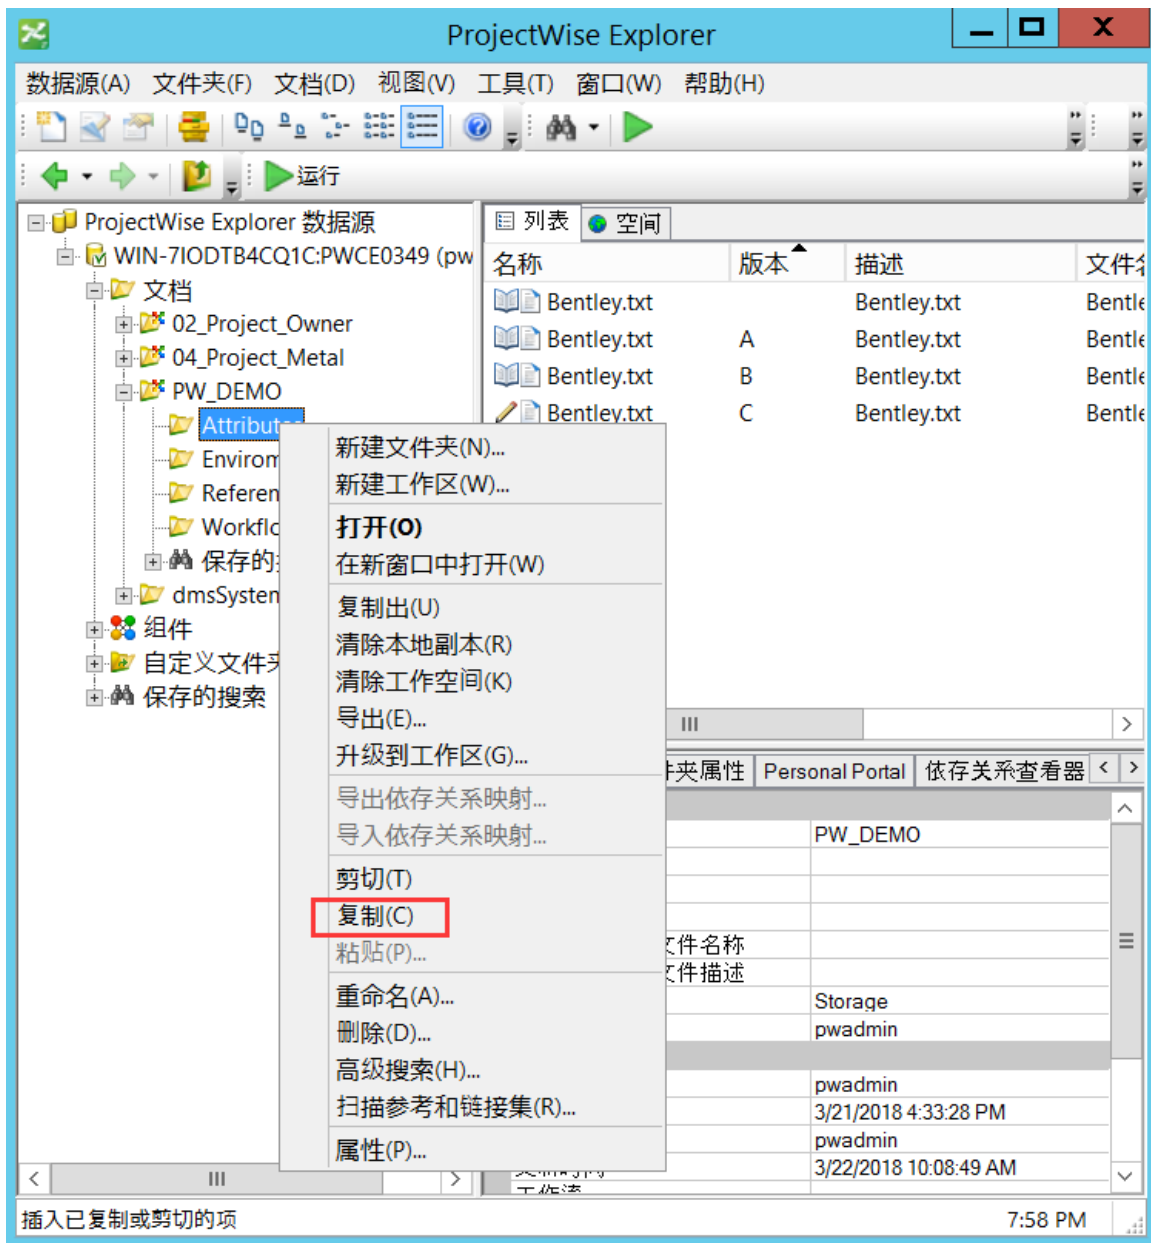 ProjectWise Explorer
数据源(A) 文件夹(F) 文档(D) 视图(V) 工具(T) 窗口(W) 帮助(H)
运行
ProjectWise Explorer 数据源
WIN-7IODTB4CQ1C:PWCE0349 (pw
文档
02_Project_Owner
04_Project_Metal
PW_DEMO
Attributes
Environ
Referen
Workflo
保存的
dmsSystem
组件
自定义文件夹
保存的搜索
列表 空间
名称 版本 描述 文件名
Bentley.txt Bentley.txt Bentle
Bentley.txt A Bentley.txt Bentle
Bentley.txt B Bentley.txt Bentle
Bentley.txt C Bentley.txt Bentle
新建文件夹(N)...
新建工作区(W)...
打开(O)
在新窗口中打开(W)
复制出(U)
清除本地副本(R)
清除工作空间(K)
导出(E)...
升级到工作区(G)...
导出依存关系映射...
导入依存关系映射...
剪切(T)
复制(C)
粘贴(P)...
重命名(A)...
删除(D)...
高级搜索(H)...
扫描参考和链接集(R)...
属性(P)...
件夹属性 Personal Portal 依存关系查看器
PW_DEMO
文件名称
文件描述
Storage
pwadmin
pwadmin
3/21/2018 4:33:28 PM
pwadmin
3/22/2018 10:08:49 AM
工作流
插入已复制或剪切的项 7:58 PM